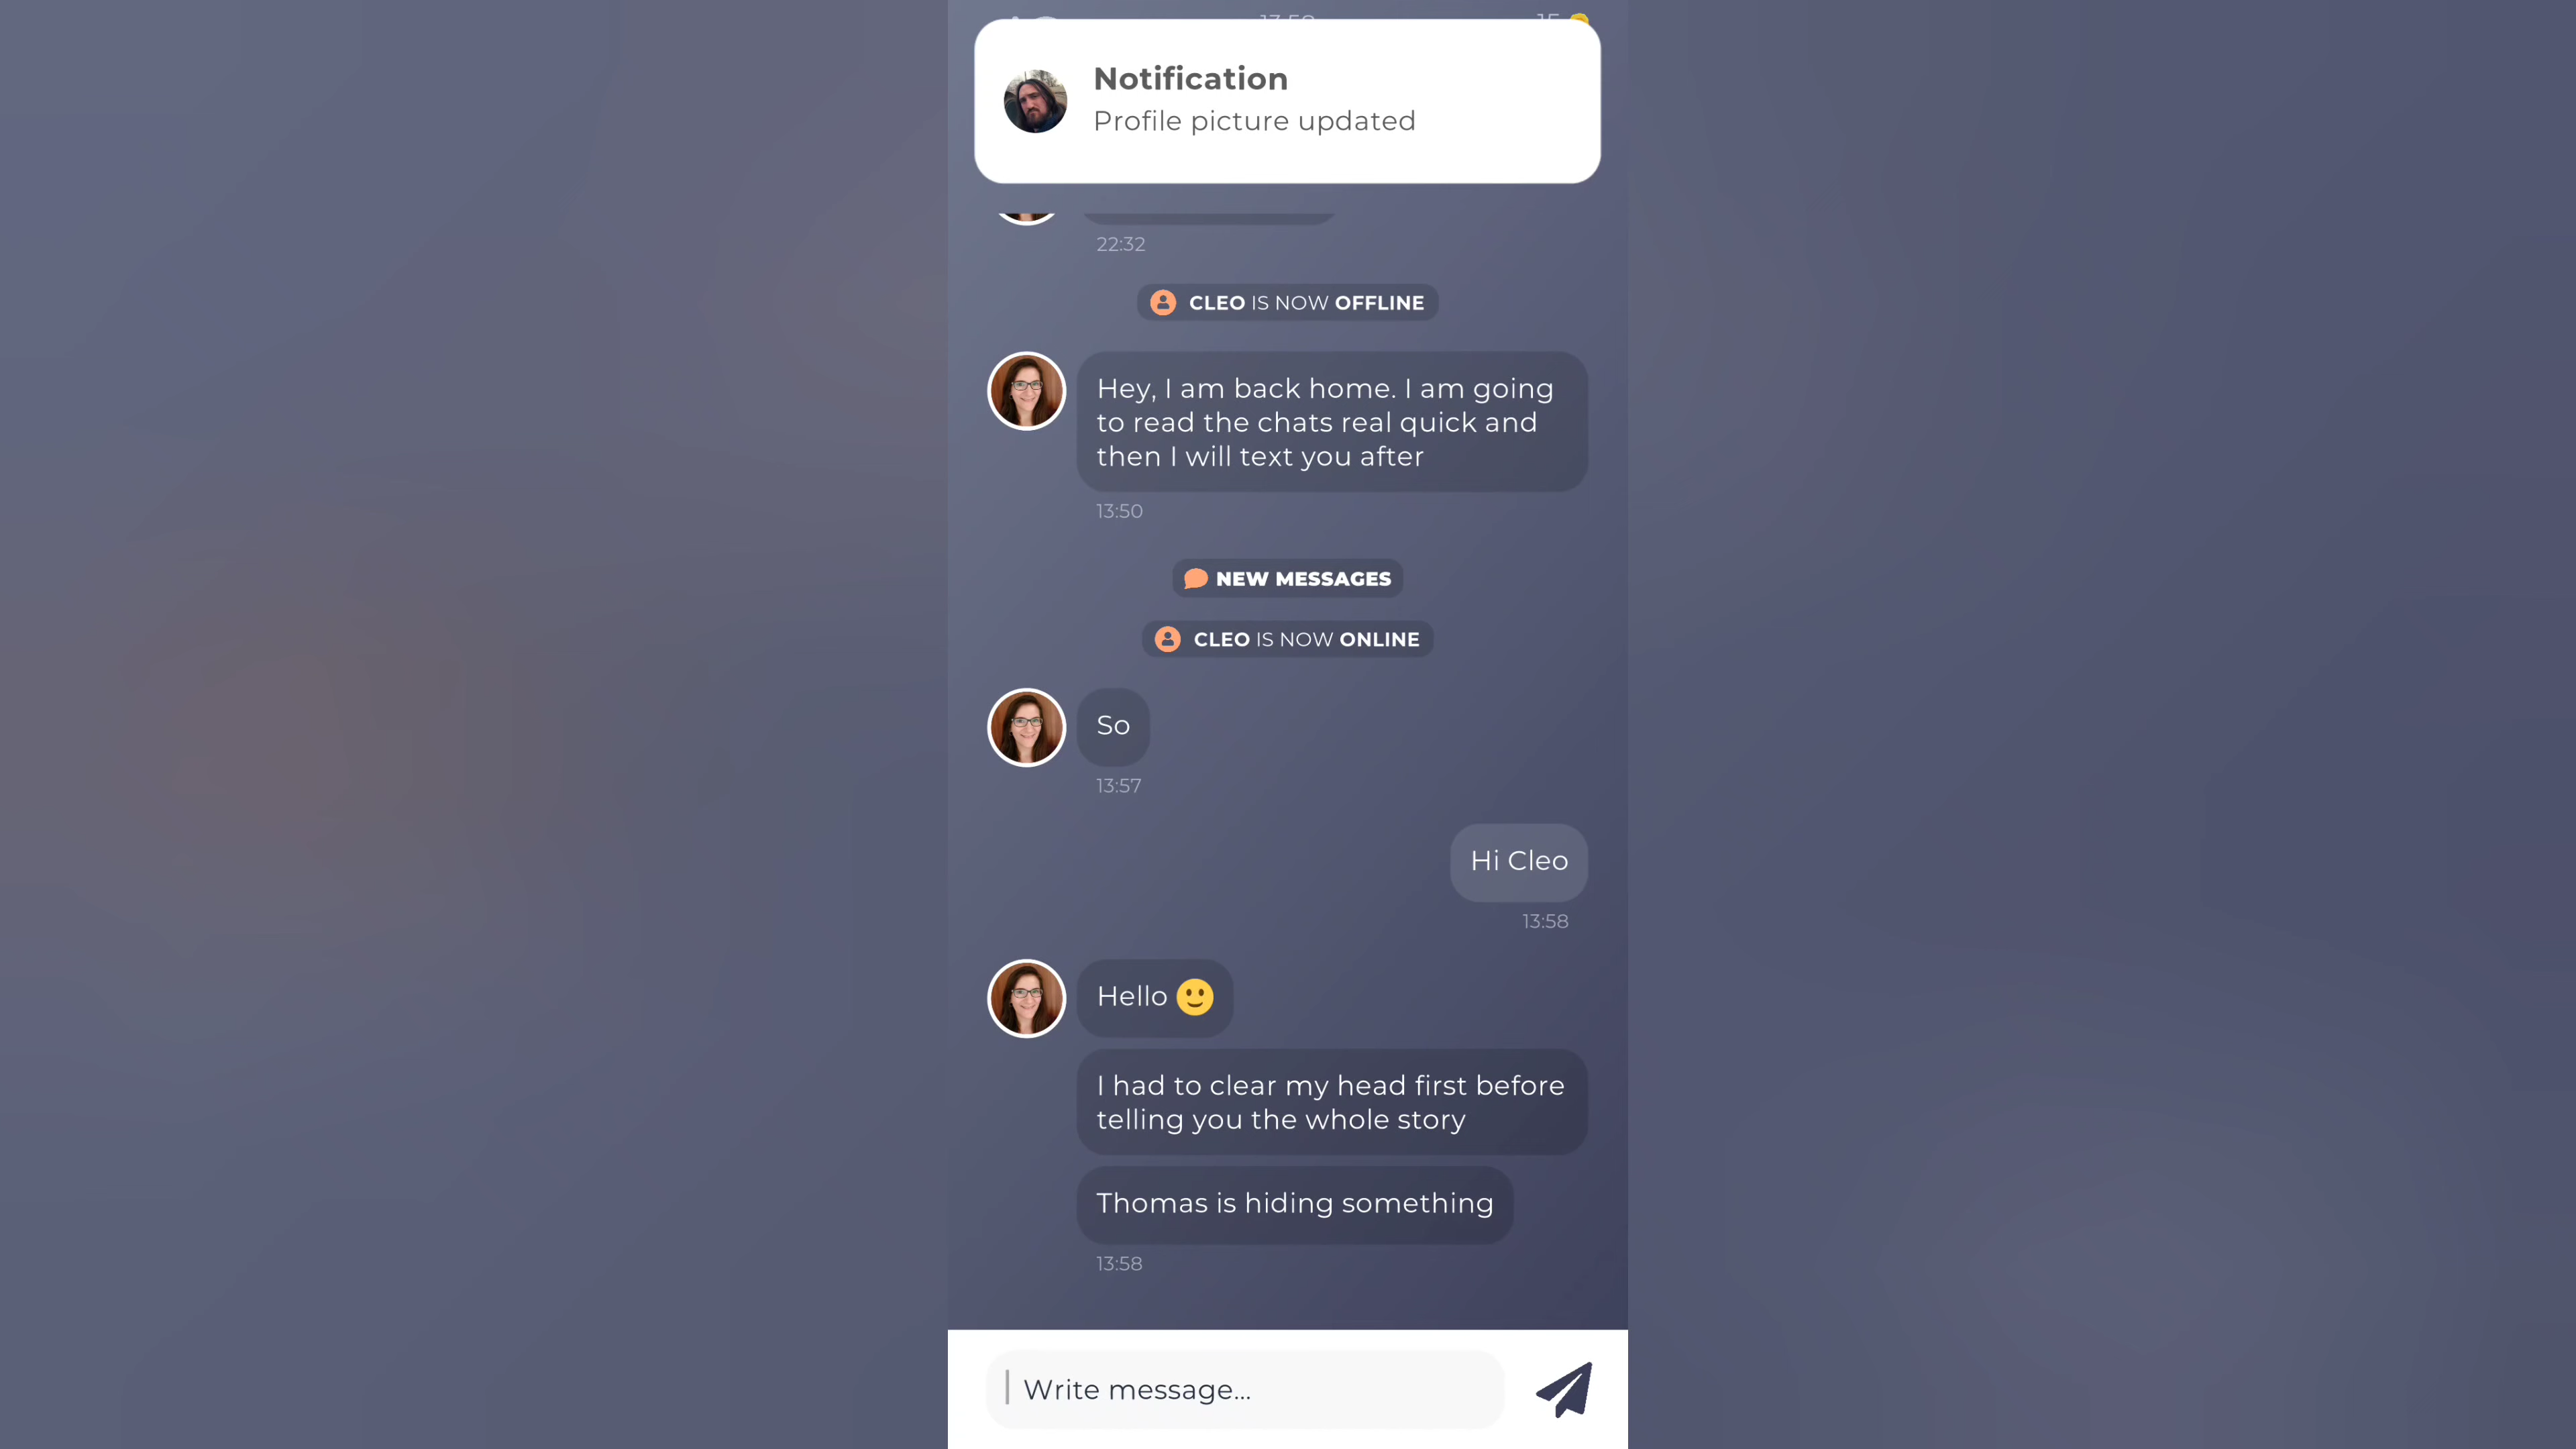 Notification
Profile picture updated
22:32
CLEO IS NOW OFFLINE
Hey, I am back home. I am going
to read the chats real quick and
then I will text you after
13:50
NEW MESSAGES
CLEO IS NOW ONLINE
So
13:57
Hi Cleo
13:58
Hello
I had to clear my head first before
telling you the whole story
Thomas is hiding something
13:58
Write message...